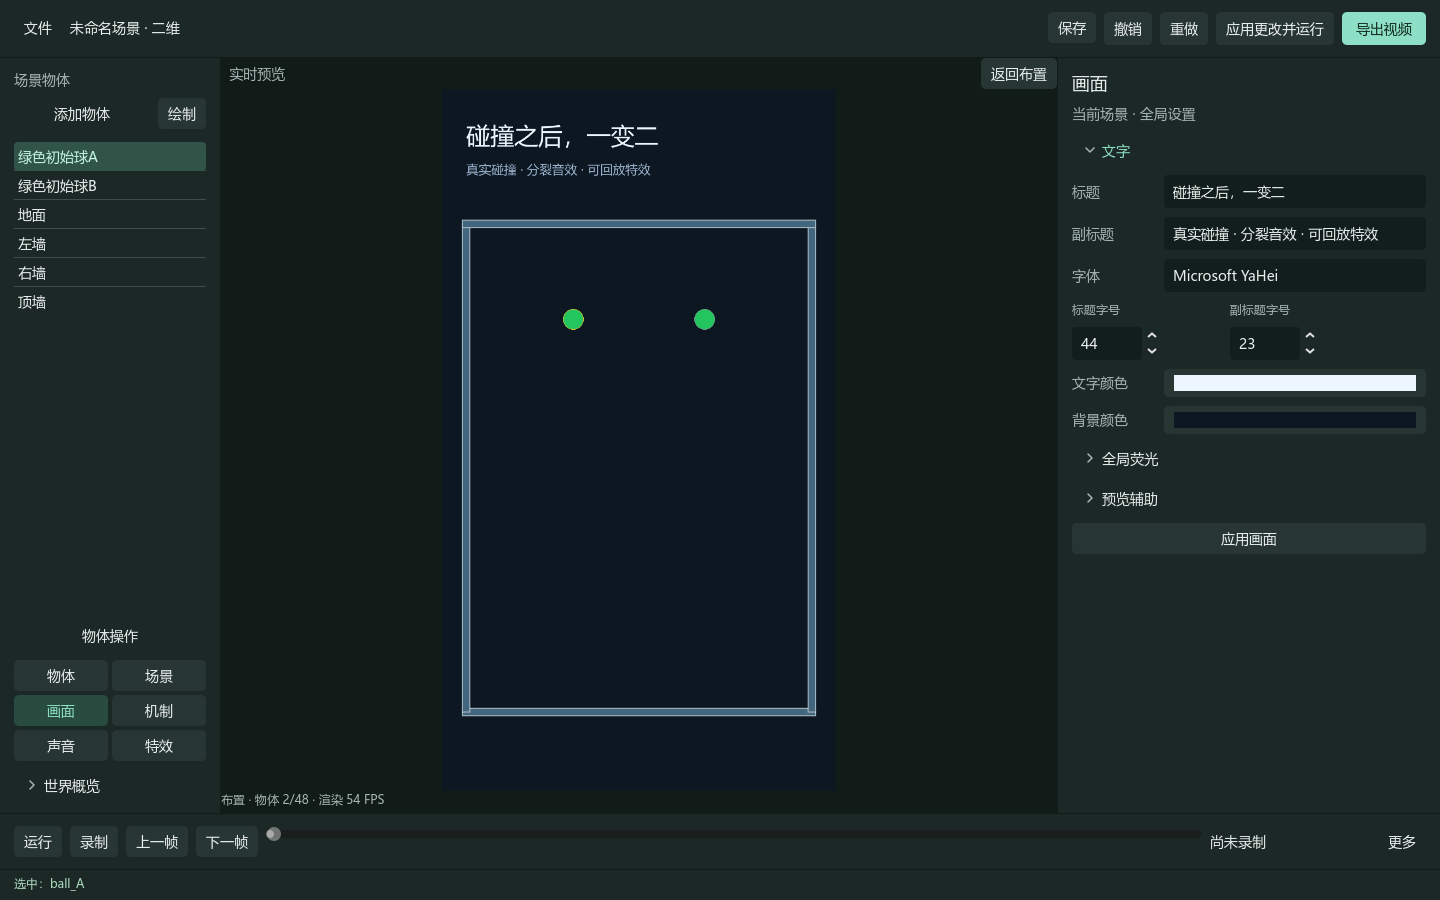 文件 未命名场景 · 二维 保存 撤销 重做 应用更改并运行 导出视频
场景物体
添加物体 绘制
绿色初始球A
绿色初始球B
地面
左墙
右墙
顶墙
物体操作
物体 场景
画面 机制
声音 特效
世界概览
实时预览 返回布置
碰撞之后，一变二
真实碰撞 · 分裂音效 · 可回放特效
布置 · 物体 2/48 · 渲染 54 FPS
画面
当前场景 · 全局设置
文字
标题 碰撞之后，一变二
副标题 真实碰撞 · 分裂音效 · 可回放特效
字体 Microsoft YaHei
标题字号 副标题字号
44 23
文字颜色
背景颜色
全局荧光
预览辅助
应用画面
运行 录制 上一帧 下一帧 尚未录制 更多
选中：ball_A